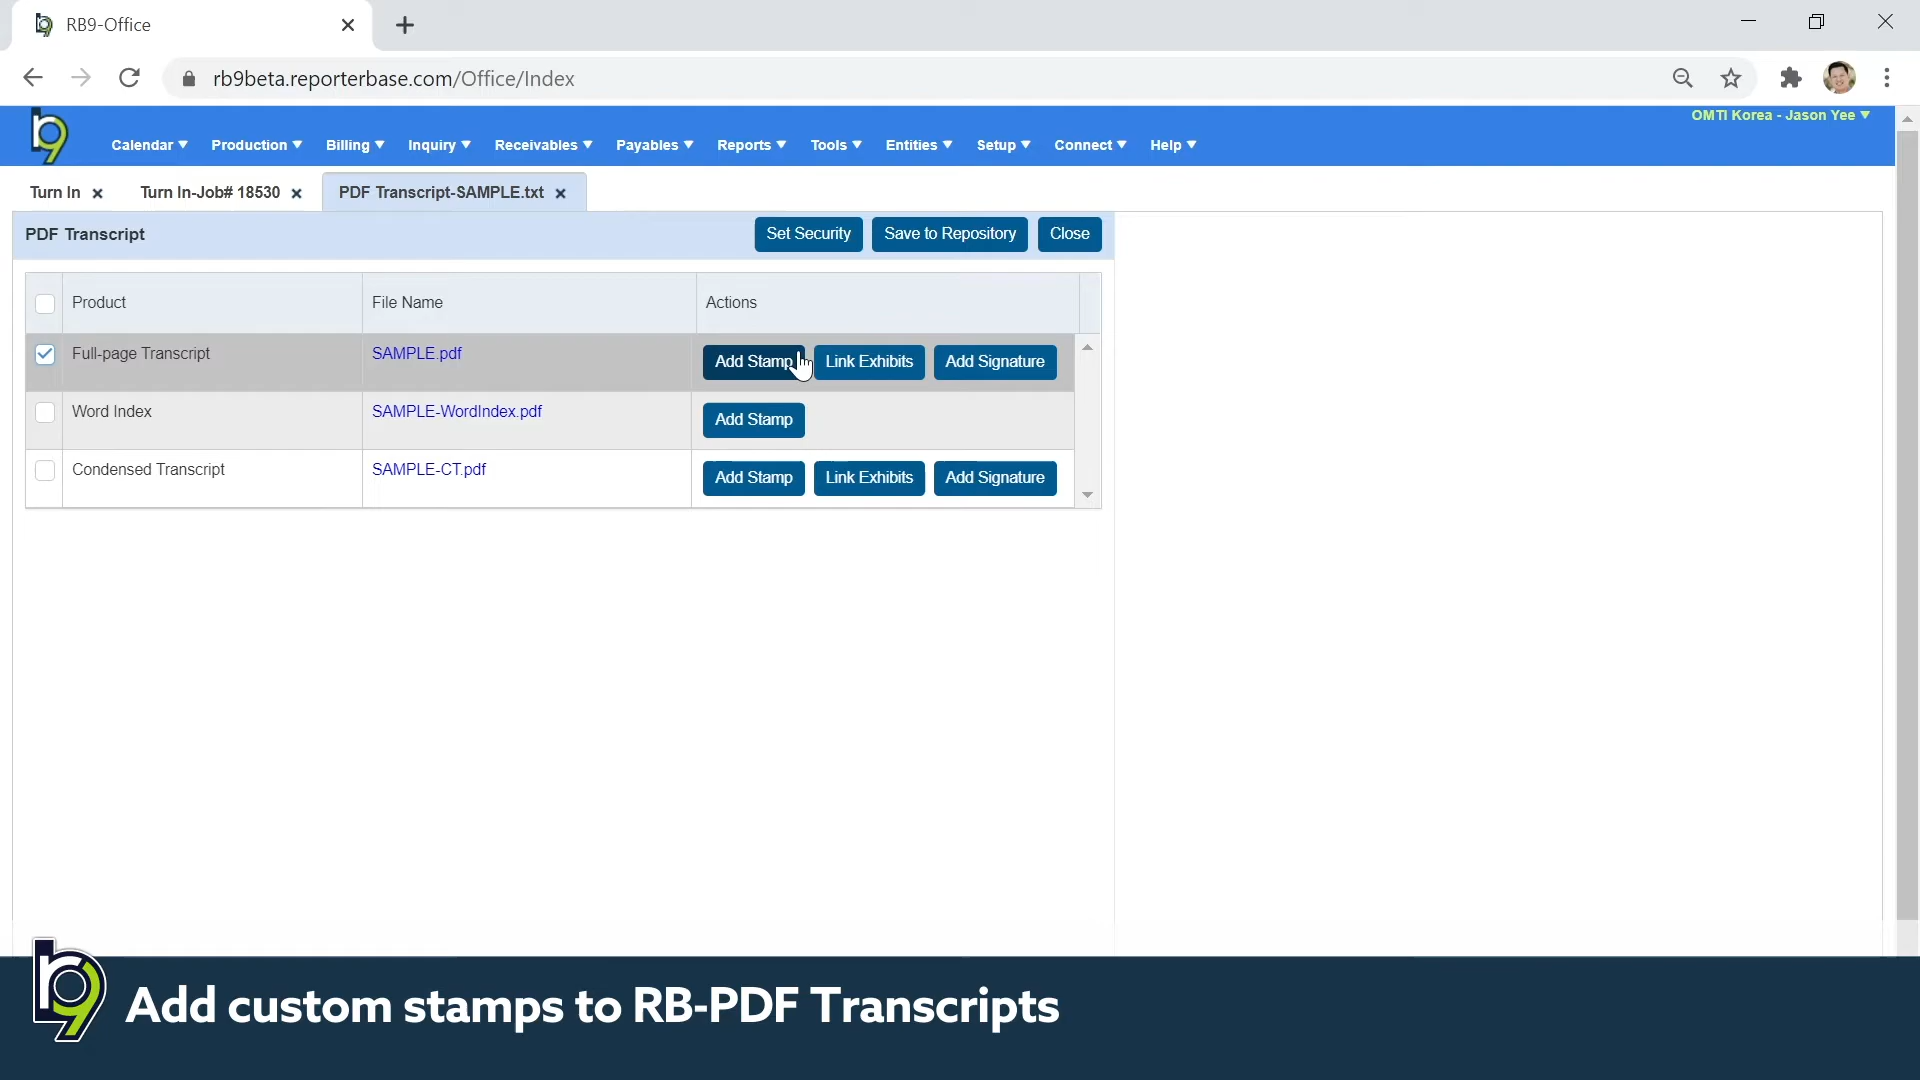 RB9-Office
rb9beta.reporterbase.com/Office/Index
OMTI Korea - Jason Yee
Calendar Production Billing Inquiry Receivables Payables Reports Tools Entities Setup Connect Help
Turn In Turn In-Job# 18530 PDF Transcript-SAMPLE.txt
PDF Transcript Set Security Save to Repository Close
Product File Name Actions
Full-page Transcript SAMPLE.pdf Add Stamp Link Exhibits Add Signature
Word Index SAMPLE-WordIndex.pdf Add Stamp
Condensed Transcript SAMPLE-CT.pdf Add Stamp Link Exhibits Add Signature
Add custom stamps to RB-PDF Transcripts